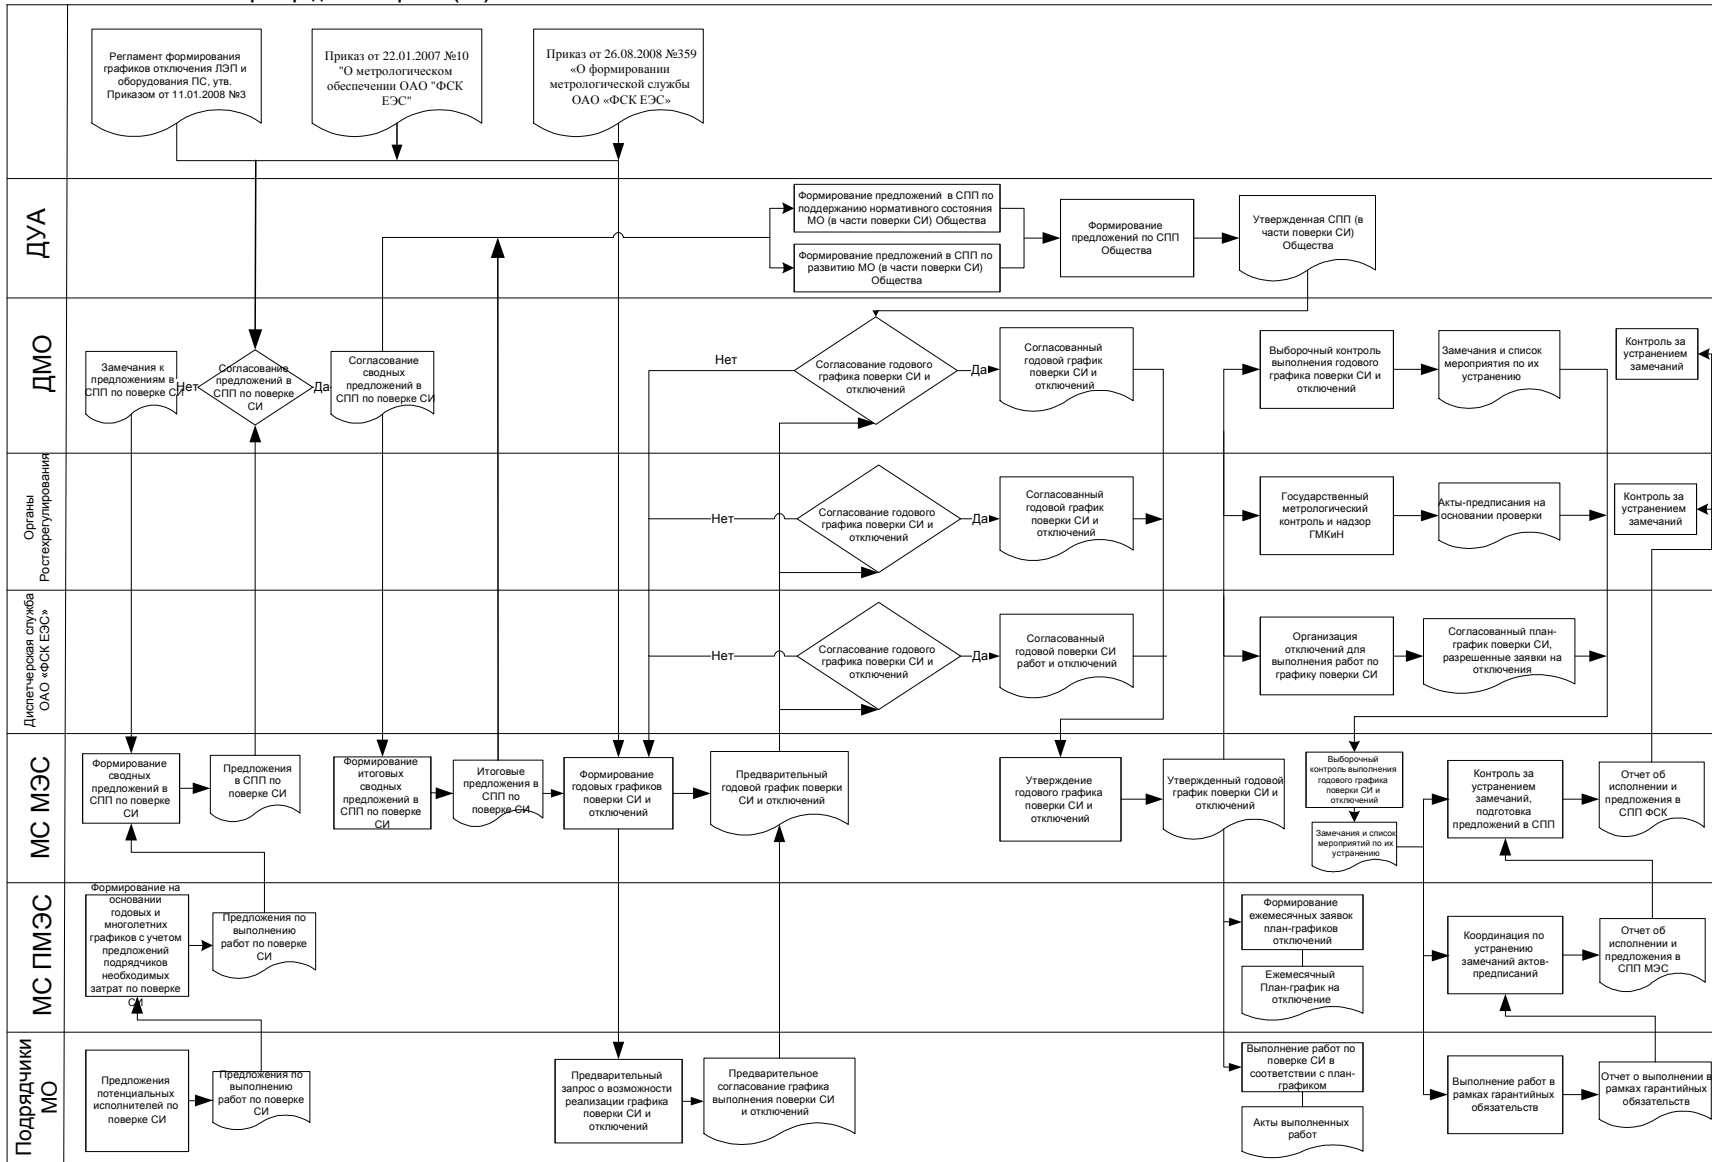 Регламент формирования
графиков отключения ЛЭП и
оборудования ПС, утв.
Приказом от 11.01.2008 №3
Приказ от 22.01.2007 №10
"О метрологическом
обеспечении ОАО "ФСК
ЕЭС"
Приказ от 26.08.2008 №359
«О формировании
метрологической службы
ОАО «ФСК ЕЭС»
ДУА
Формирование предложений в СПП по
поддержанию нормативного состояния
МО (в части поверки СИ) Общества
Формирование предложений в СПП по
развитию МО (в части поверки СИ)
Общества
Формирование
предложений по СПП
Общества
Утвержденная СПП (в
части поверки СИ)
Общества
ДМО
Замечания к
предложениям в
СПП по поверке СИ
Нет
Согласование
предложений в
СПП по поверке
СИ
Да
Согласование
сводных
предложений в
СПП по поверке СИ
Нет
Согласование годового
графика поверки СИ и
отключений
Да
Согласованный
годовой график
поверки СИ и
отключений
Выборочный контроль
выполнения годового
графика поверки СИ и
отключений
Замечания и список
мероприятия по их
устранению
Контроль за
устранением
замечаний
Органы
Ростехрегулирования
Нет
Согласование годового
графика поверки СИ и
отключений
Да
Согласованный
годовой график
поверки СИ и
отключений
Государственный
метрологический
контроль и надзор
ГМКиН
Акты-предписания на
основании проверки
Контроль за
устранением
замечаний
Диспетчерская служба
ОАО «ФСК ЕЭС»
Нет
Согласование годового
графика поверки СИ и
отключений
Да
Согласованный
годовой поверки СИ
работ и отключений
Организация
отключений для
выполнения работ по
графику поверки СИ
Согласованный план-
график поверки СИ,
разрешенные заявки на
отключения
МС МЭС
Формирование
сводных
предложений в
СПП по поверке
СИ
Предложения
в СПП по
поверке СИ
Формирование
итоговых
сводных
предложений в
СПП по поверке
СИ
Итоговые
предложения в
СПП по
поверке СИ
Формирование
годовых графиков
поверки СИ и
отключений
Предварительный
годовой график поверки
СИ и отключений
Утверждение
годового графика
поверки СИ и
отключений
Утвержденный годовой
график поверки СИ и
отключений
Выборочный
контроль выполнения
годового графика
поверки СИ и
отключений
Замечания и список
мероприятий по их
устранению
Контроль за
устранением
замечаний,
подготовка
предложений в СПП
Отчет об
исполнении и
предложения в
СПП ФСК
МС ПМЭС
Формирование на
основании
годовых и
многолетних
графиков с учетом
предложений
подрядчиков
необходимых
затрат по поверке
СИ
Предложения по
выполнению
работ по поверке
СИ
Формирование
ежемесячных заявок
план-графиков
отключений
Ежемесячный
План-график на
отключение
Координация по
устранению
замечаний актов-
предписаний
Отчет об
исполнении и
предложения в
СПП МЭС
Подрядчики
МО
Предложения
потенциальных
исполнителей по
поверке СИ
Предложения по
выполнению
работ по поверке
СИ
Предварительный
запрос о возможности
реализации графика
поверки СИ и
отключений
Предварительное
согласование графика
выполнения поверки СИ
и отключений
Выполнение работ по
поверке СИ в
соответствии с план-
графиком
Акты выполненных
работ
Выполнение работ в
рамках гарантийных
обязательств
Отчет о выполнении в
рамках гарантийных
обязательств